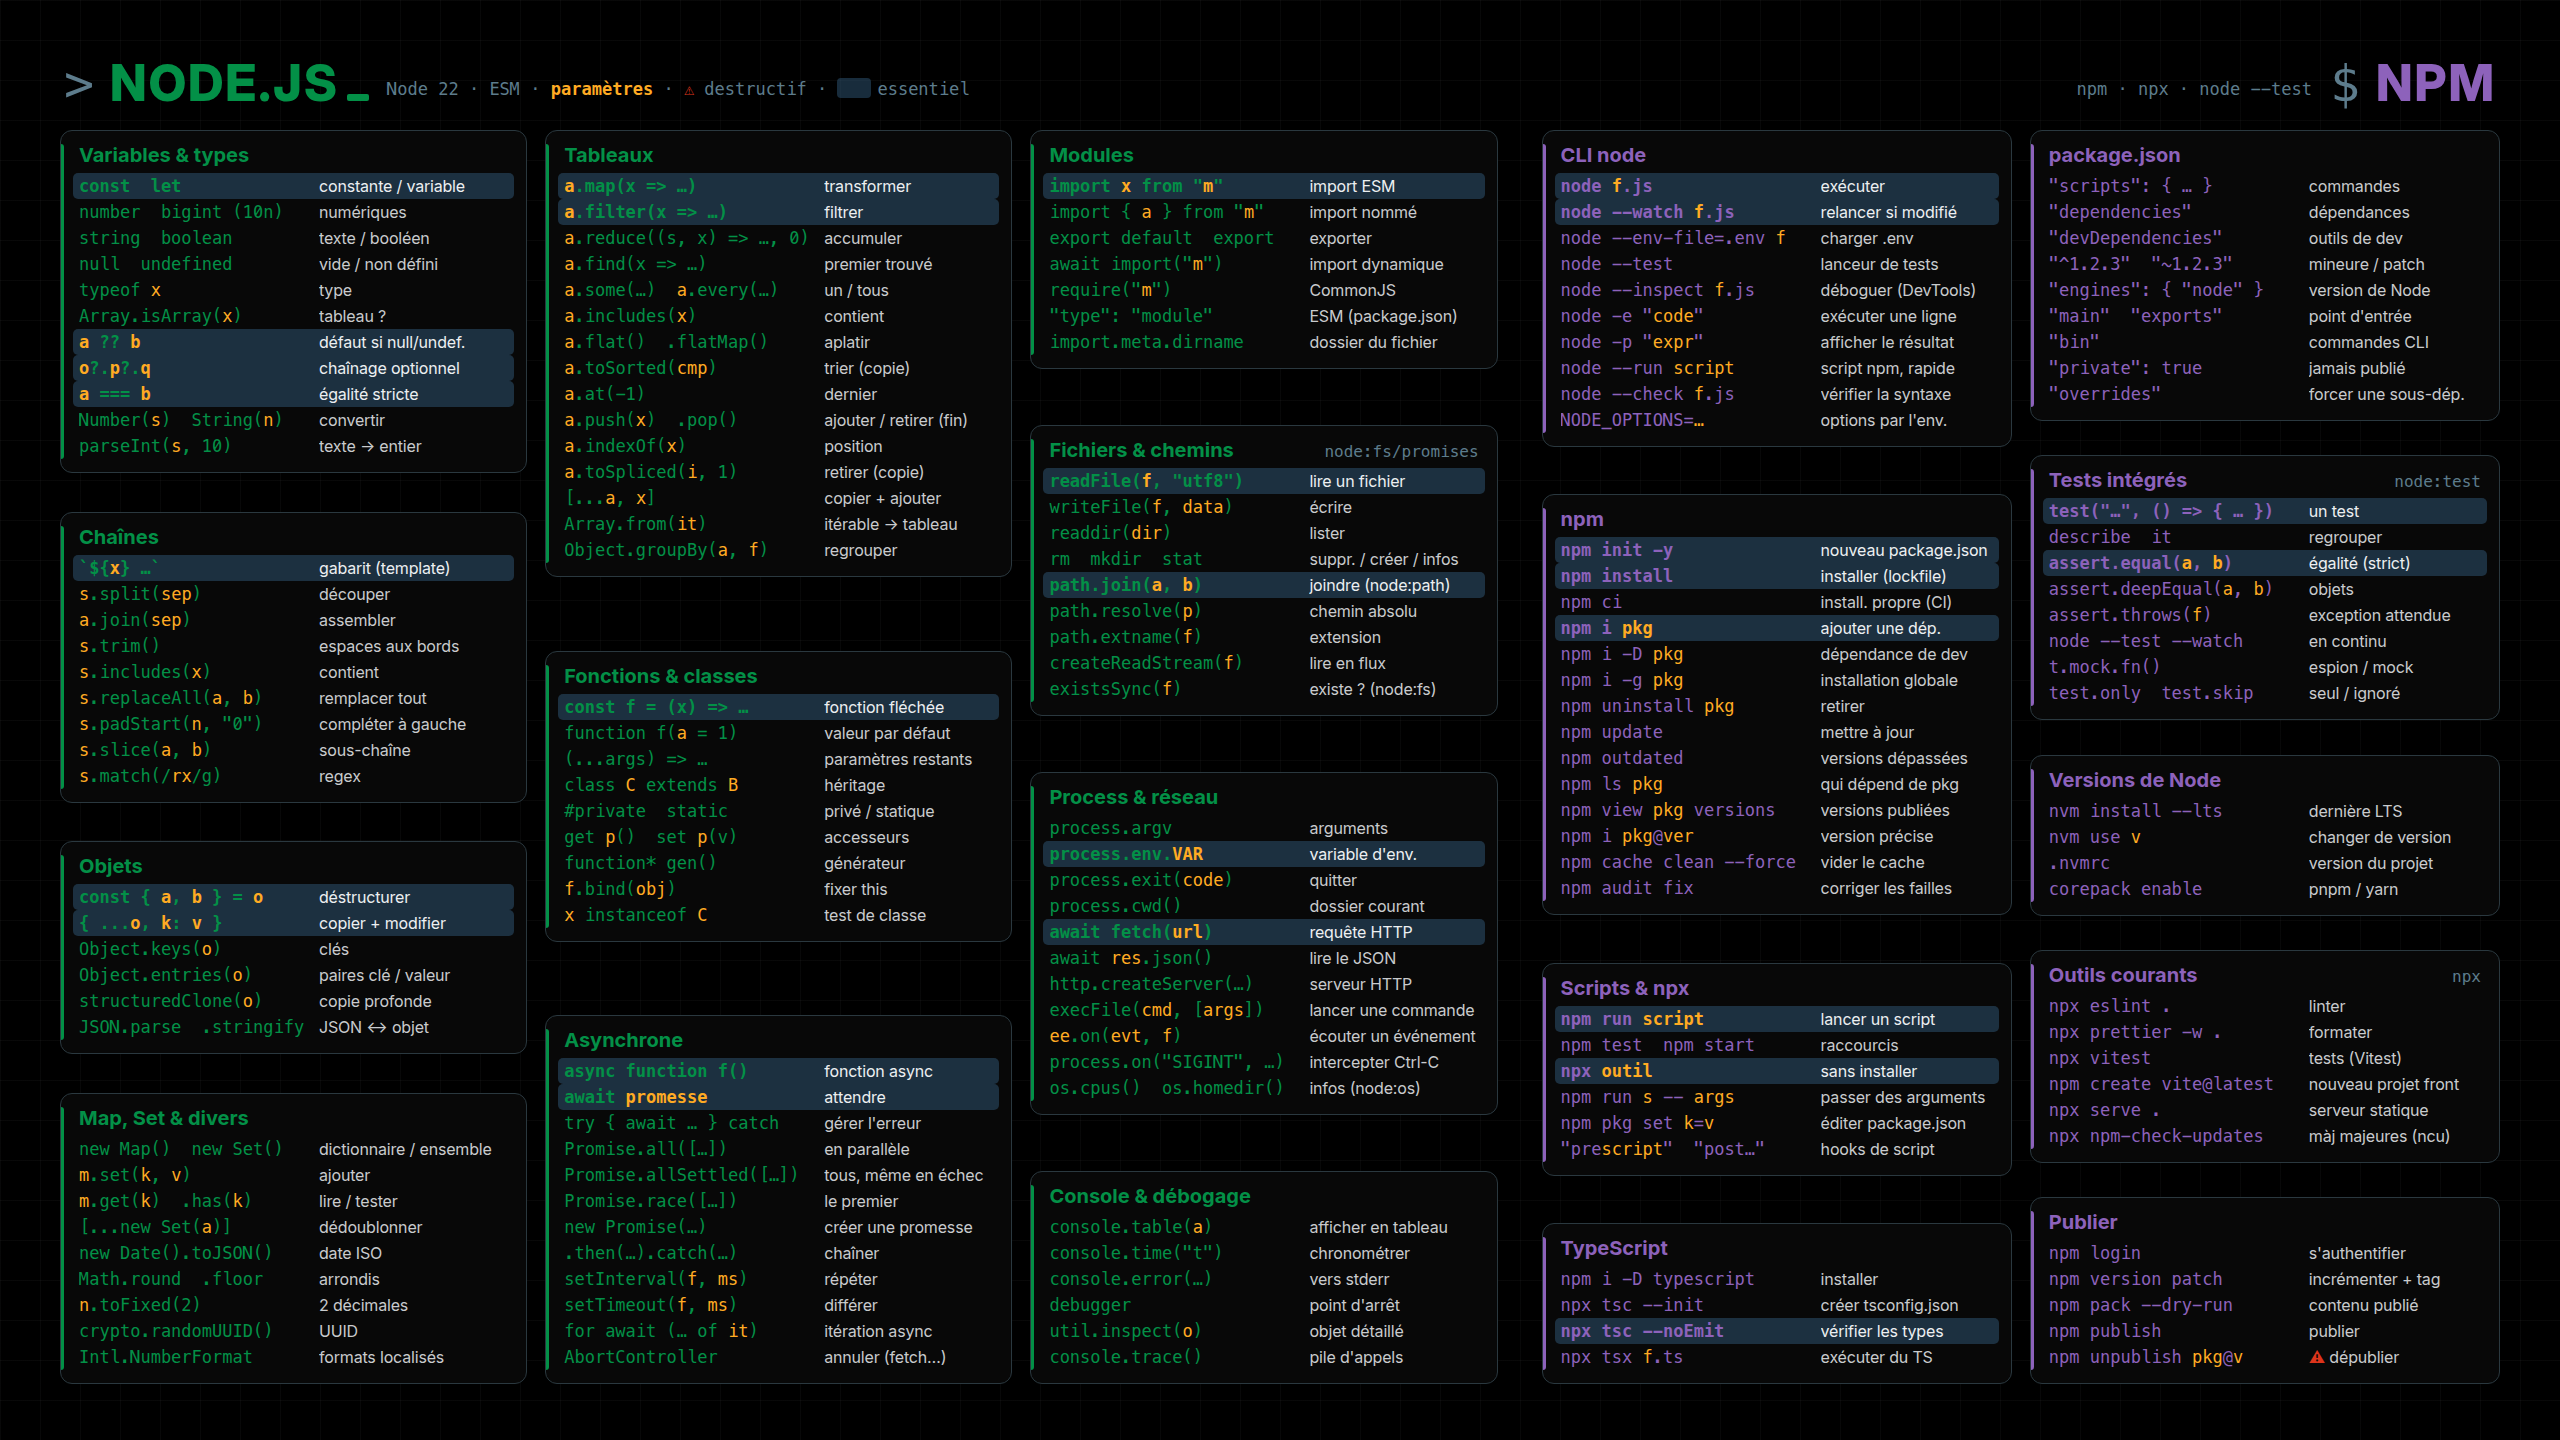 > NODE.JS_ Node 22 · ESM · paramètres · ⚠ destructif · essentiel
npm · npx · node --test $ NPM
Variables & types
const  let constante / variable
number  bigint (10n) numériques
string  boolean texte / booléen
null  undefined vide / non défini
typeof x type
Array.isArray(x) tableau ?
a ?? b défaut si null/undef.
o?.p?.q chaînage optionnel
a === b égalité stricte
Number(s)  String(n) convertir
parseInt(s, 10) texte → entier
Chaînes
`${x} …` gabarit (template)
s.split(sep) découper
a.join(sep) assembler
s.trim() espaces aux bords
s.includes(x) contient
s.replaceAll(a, b) remplacer tout
s.padStart(n, "0") compléter à gauche
s.slice(a, b) sous-chaîne
s.match(/rx/g) regex
Objets
const { a, b } = o déstructurer
{ ...o, k: v } copier + modifier
Object.keys(o) clés
Object.entries(o) paires clé / valeur
structuredClone(o) copie profonde
JSON.parse  .stringify JSON ↔ objet
Map, Set & divers
new Map()  new Set() dictionnaire / ensemble
m.set(k, v) ajouter
m.get(k)  .has(k) lire / tester
[...new Set(a)] dédoublonner
new Date().toJSON() date ISO
Math.round  .floor arrondis
n.toFixed(2) 2 décimales
crypto.randomUUID() UUID
Intl.NumberFormat formats localisés
Tableaux
a.map(x => …) transformer
a.filter(x => …) filtrer
a.reduce((s, x) => …, 0) accumuler
a.find(x => …) premier trouvé
a.some(…)  a.every(…) un / tous
a.includes(x) contient
a.flat()  .flatMap() aplatir
a.toSorted(cmp) trier (copie)
a.at(-1) dernier
a.push(x)  .pop() ajouter / retirer (fin)
a.indexOf(x) position
a.toSpliced(i, 1) retirer (copie)
[...a, x] copier + ajouter
Array.from(it) itérable → tableau
Object.groupBy(a, f) regrouper
Fonctions & classes
const f = (x) => … fonction fléchée
function f(a = 1) valeur par défaut
(...args) => … paramètres restants
class C extends B héritage
#private  static privé / statique
get p()  set p(v) accesseurs
function* gen() générateur
f.bind(obj) fixer this
x instanceof C test de classe
Asynchrone
async function f() fonction async
await promesse attendre
try { await … } catch gérer l'erreur
Promise.all([…]) en parallèle
Promise.allSettled([…]) tous, même en échec
Promise.race([…]) le premier
new Promise(…) créer une promesse
.then(…).catch(…) chaîner
setInterval(f, ms) répéter
setTimeout(f, ms) différer
for await (… of it) itération async
AbortController annuler (fetch…)
Modules
import x from "m" import ESM
import { a } from "m" import nommé
export default  export exporter
await import("m") import dynamique
require("m") CommonJS
"type": "module" ESM (package.json)
import.meta.dirname dossier du fichier
Fichiers & chemins node:fs/promises
readFile(f, "utf8") lire un fichier
writeFile(f, data) écrire
readdir(dir) lister
rm  mkdir  stat suppr. / créer / infos
path.join(a, b) joindre (node:path)
path.resolve(p) chemin absolu
path.extname(f) extension
createReadStream(f) lire en flux
existsSync(f) existe ? (node:fs)
Process & réseau
process.argv arguments
process.env.VAR variable d'env.
process.exit(code) quitter
process.cwd() dossier courant
await fetch(url) requête HTTP
await res.json() lire le JSON
http.createServer(…) serveur HTTP
execFile(cmd, [args]) lancer une commande
ee.on(evt, f) écouter un événement
process.on("SIGINT", …) intercepter Ctrl-C
os.cpus()  os.homedir() infos (node:os)
Console & débogage
console.table(a) afficher en tableau
console.time("t") chronométrer
console.error(…) vers stderr
debugger point d'arrêt
util.inspect(o) objet détaillé
console.trace() pile d'appels
CLI node
node f.js exécuter
node --watch f.js relancer si modifié
node --env-file=.env f charger .env
node --test lanceur de tests
node --inspect f.js déboguer (DevTools)
node -e "code" exécuter une ligne
node -p "expr" afficher le résultat
node --run script script npm, rapide
node --check f.js vérifier la syntaxe
NODE_OPTIONS=… options par l'env.
npm
npm init -y nouveau package.json
npm install installer (lockfile)
npm ci install. propre (CI)
npm i pkg ajouter une dép.
npm i -D pkg dépendance de dev
npm i -g pkg installation globale
npm uninstall pkg retirer
npm update mettre à jour
npm outdated versions dépassées
npm ls pkg qui dépend de pkg
npm view pkg versions versions publiées
npm i pkg@ver version précise
npm cache clean --force vider le cache
npm audit fix corriger les failles
Scripts & npx
npm run script lancer un script
npm test  npm start raccourcis
npx outil sans installer
npm run s -- args passer des arguments
npm pkg set k=v éditer package.json
"prescript"  "post…" hooks de script
TypeScript
npm i -D typescript installer
npx tsc --init créer tsconfig.json
npx tsc --noEmit vérifier les types
npx tsx f.ts exécuter du TS
package.json
"scripts": { … } commandes
"dependencies" dépendances
"devDependencies" outils de dev
"^1.2.3"  "~1.2.3" mineure / patch
"engines": { "node" } version de Node
"main"  "exports" point d'entrée
"bin" commandes CLI
"private": true jamais publié
"overrides" forcer une sous-dép.
Tests intégrés node:test
test("…", () => { … }) un test
describe  it regrouper
assert.equal(a, b) égalité (strict)
assert.deepEqual(a, b) objets
assert.throws(f) exception attendue
node --test --watch en continu
t.mock.fn() espion / mock
test.only  test.skip seul / ignoré
Versions de Node
nvm install --lts dernière LTS
nvm use v changer de version
.nvmrc version du projet
corepack enable pnpm / yarn
Outils courants npx
npx eslint . linter
npx prettier -w . formater
npx vitest tests (Vitest)
npm create vite@latest nouveau projet front
npx serve . serveur statique
npx npm-check-updates màj majeures (ncu)
Publier
npm login s'authentifier
npm version patch incrémenter + tag
npm pack --dry-run contenu publié
npm publish publier
npm unpublish pkg@v ⚠ dépublier